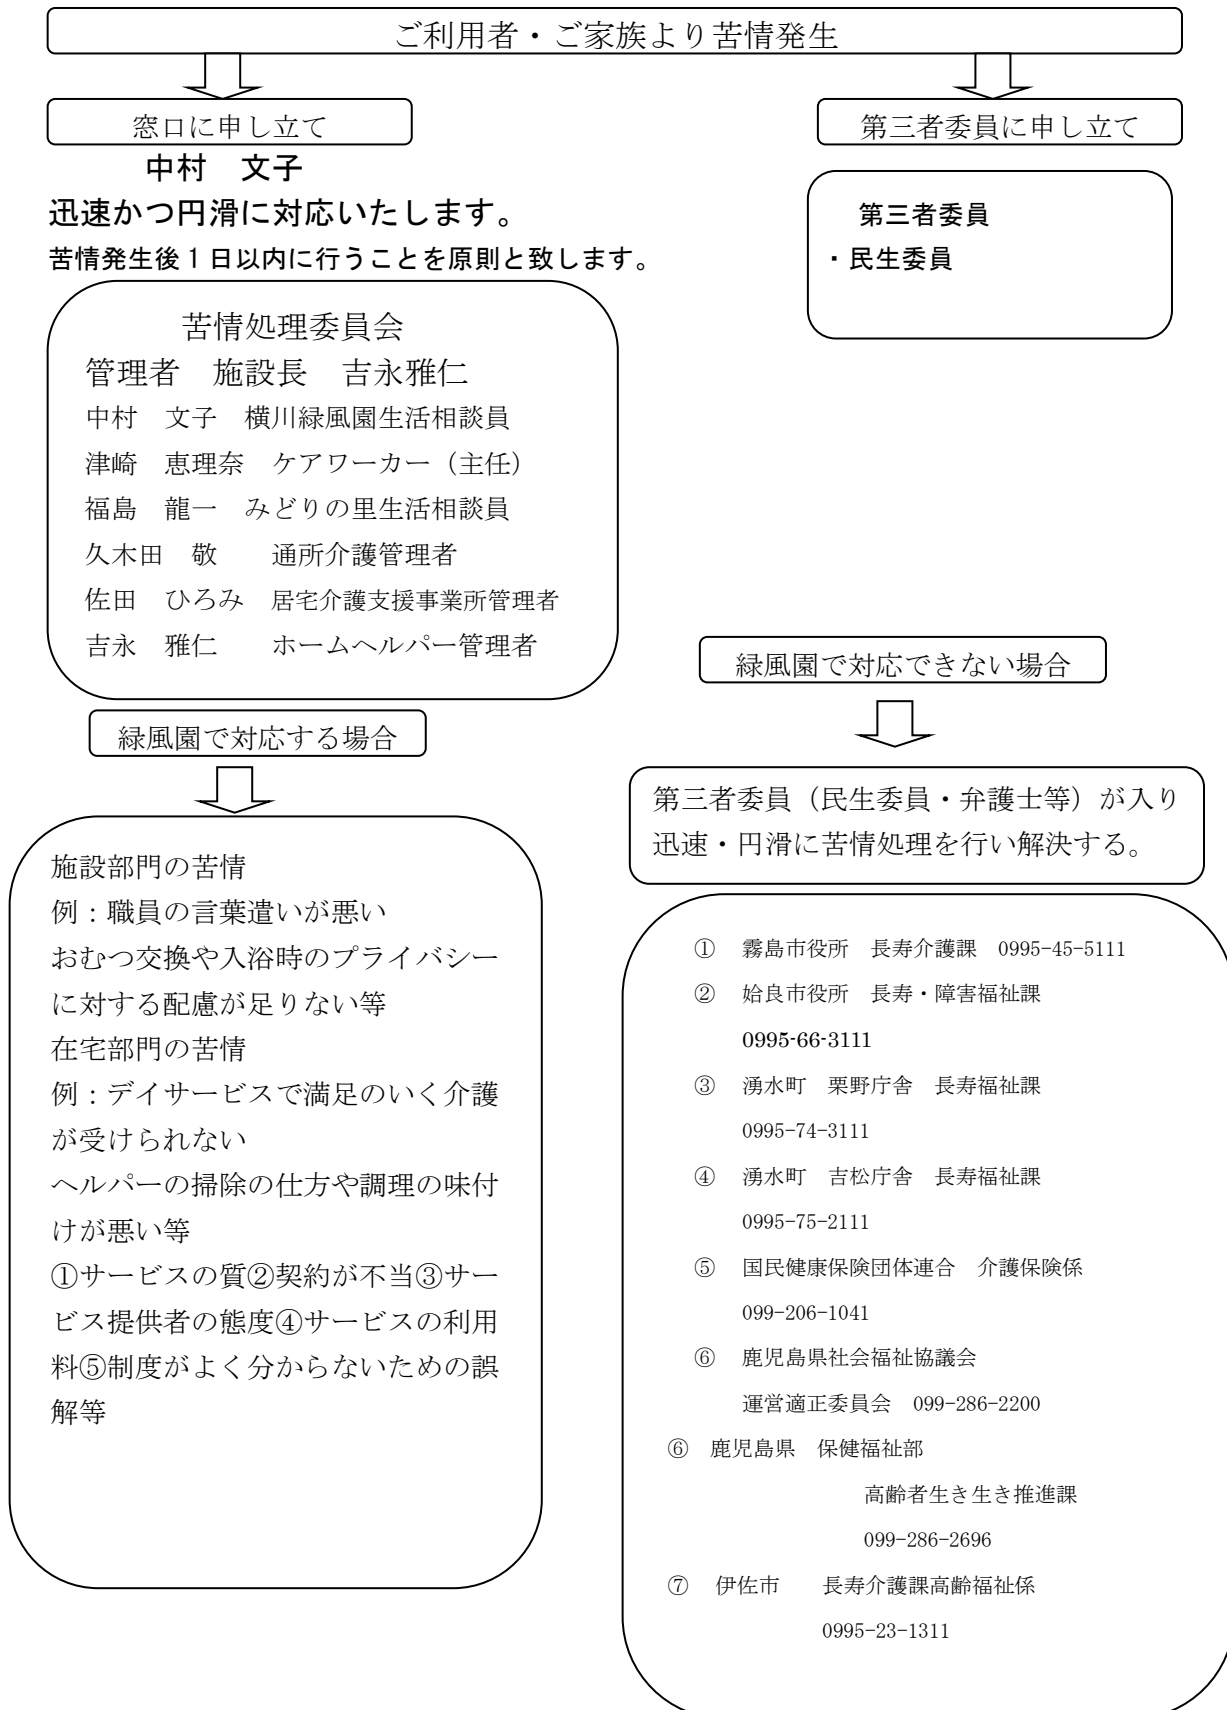 ご利用者・ご家族より苦情発生
窓口に申し立て
中村　文子
迅速かつ円滑に対応いたします。
苦情発生後1日以内に行うことを原則と致します。
第三者委員に申し立て
第三者委員
・民生委員
苦情処理委員会
管理者　施設長　吉永雅仁
中村　文子　横川緑風園生活相談員
津崎　恵理奈　ケアワーカー（主任）
福島　龍一　みどりの里生活相談員
久木田　敬　　通所介護管理者
佐田　ひろみ　居宅介護支援事業所管理者
吉永　雅仁　　ホームヘルパー管理者
緑風園で対応する場合
施設部門の苦情
例：職員の言葉遣いが悪い
おむつ交換や入浴時のプライバシー
に対する配慮が足りない等
在宅部門の苦情
例：デイサービスで満足のいく介護
が受けられない
ヘルパーの掃除の仕方や調理の味付
けが悪い等
①サービスの質②契約が不当③サー
ビス提供者の態度④サービスの利用
料⑤制度がよく分からないための誤
解等
緑風園で対応できない場合
第三者委員（民生委員・弁護士等）が入り
迅速・円滑に苦情処理を行い解決する。
①　霧島市役所　長寿介護課　0995-45-5111
②　姶良市役所　長寿・障害福祉課
0995-66-3111
③　湧水町　栗野庁舎　長寿福祉課
0995-74-3111
④　湧水町　吉松庁舎　長寿福祉課
0995-75-2111
⑤　国民健康保険団体連合　介護保険係
099-206-1041
⑥　鹿児島県社会福祉協議会
運営適正委員会　099-286-2200
⑥　鹿児島県　保健福祉部
高齢者生き生き推進課
099-286-2696
⑦　伊佐市　　長寿介護課高齢福祉係
0995-23-1311